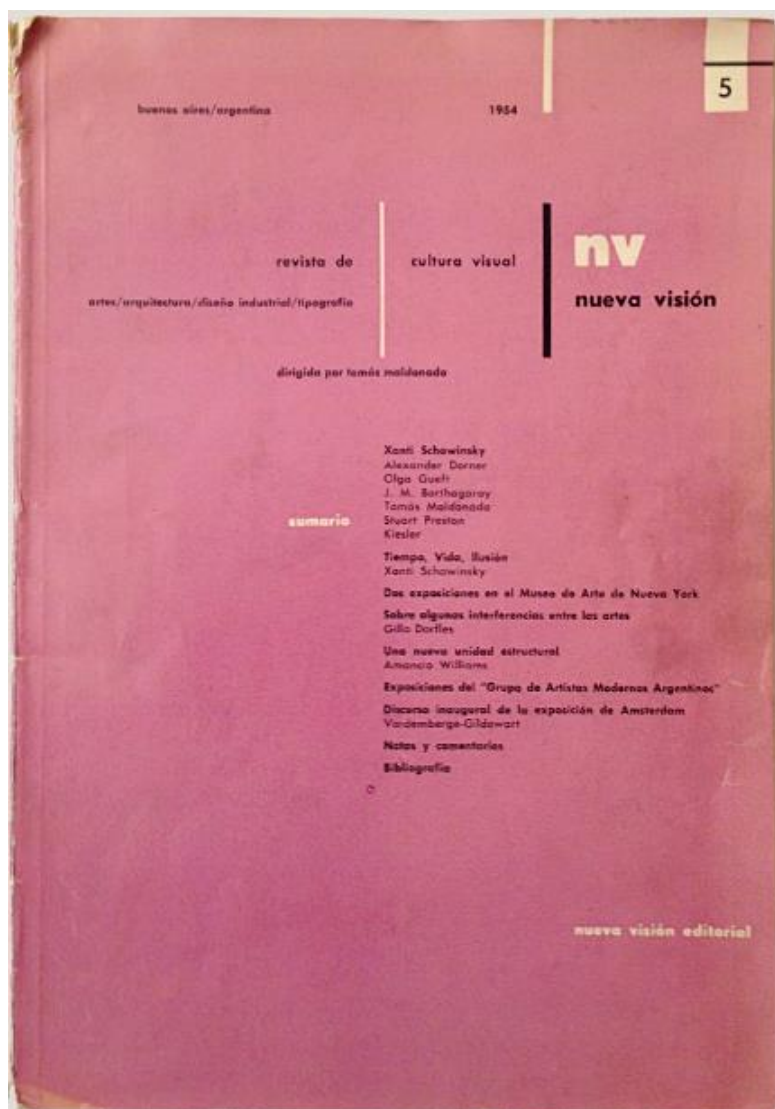 5
buenos aires/argentina
1954
revista de
cultura visual
nv
artes/arquitectura/diseño industrial/tipografía
nueva visión
dirigida por tomás maldonado
sumario
Xanti Schawinsky
Alexander Dorner
Olga Gueft
J. M. Borthagaray
Tomás Maldonado
Stuart Preston
Kiesler
Tiempo, Vida, Ilusión
Xanti Schawinsky
Dos exposiciones en el Museo de Arte de Nueva York
Sobre algunas interferencias entre las artes
Gillo Dorfles
Una nueva unidad estructural
Amancio Williams
Exposiciones del "Grupo de Artistas Modernos Argentinos"
Discurso inaugural de la exposición de Amsterdam
Vordemberge-Gildewart
Notas y comentarios
Bibliografía
nueva visión editorial